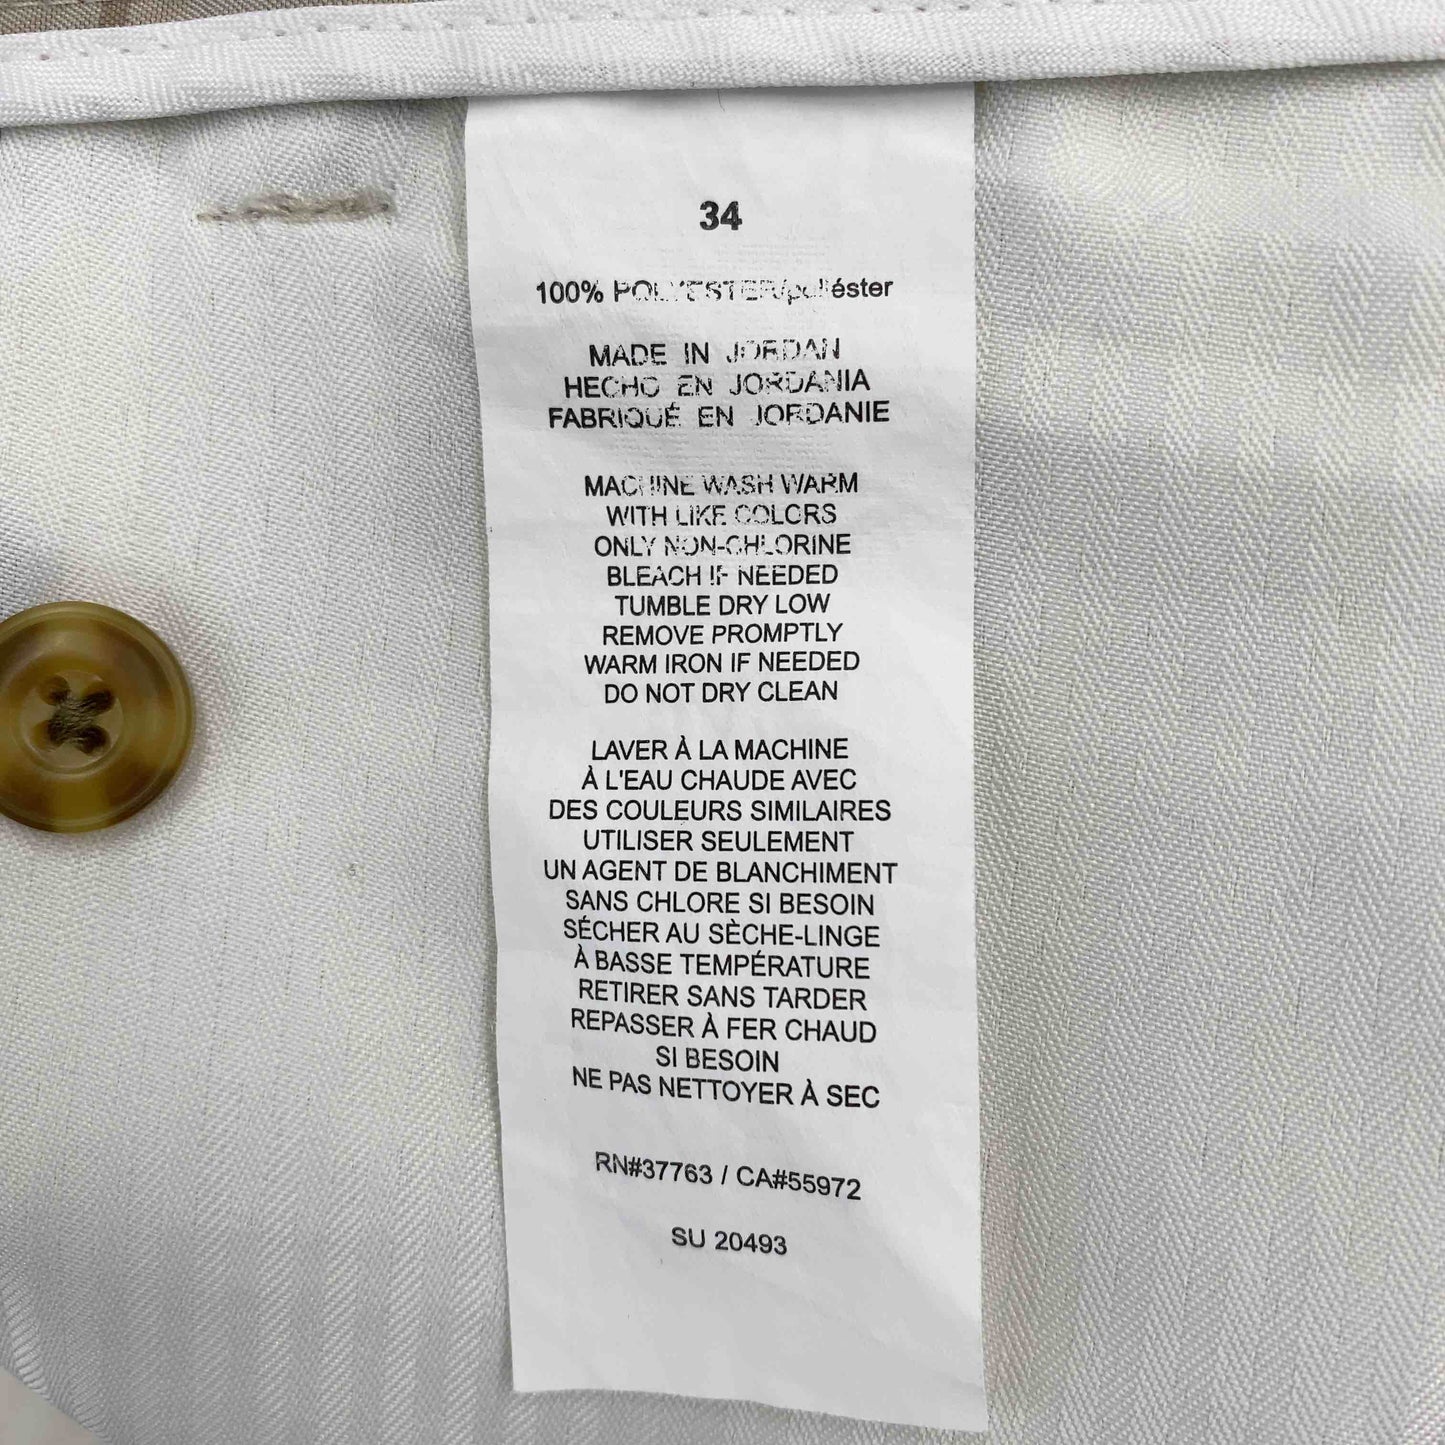 34
100% POLYESTER/poliéster
MADE IN JORDAN
HECHO EN JORDANIA
FABRIQUÉ EN JORDANIE
MACHINE WASH WARM
WITH LIKE COLORS
ONLY NON-CHLORINE
BLEACH IF NEEDED
TUMBLE DRY LOW
REMOVE PROMPTLY
WARM IRON IF NEEDED
DO NOT DRY CLEAN
LAVER À LA MACHINE
À L'EAU CHAUDE AVEC
DES COULEURS SIMILAIRES
UTILISER SEULEMENT
UN AGENT DE BLANCHIMENT
SANS CHLORE SI BESOIN
SÉCHER AU SÈCHE-LINGE
À BASSE TEMPÉRATURE
RETIRER SANS TARDER
REPASSER À FER CHAUD
SI BESOIN
NE PAS NETTOYER À SEC
RN#37763 / CA#55972
SU 20493